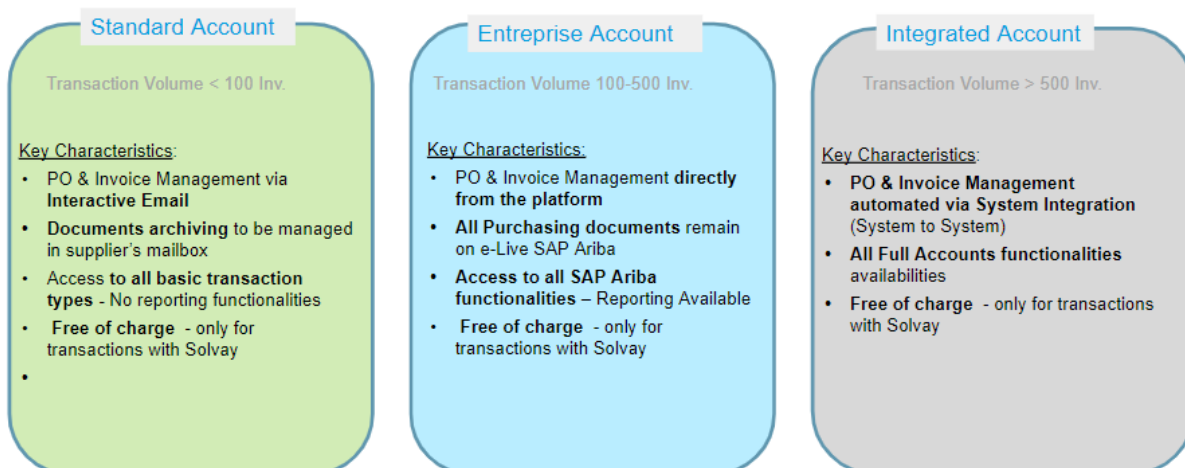 Standard Account
Transaction Volume < 100 Inv.
Key Characteristics:
• PO & Invoice Management via
Interactive Email
• Documents archiving to be managed
in supplier's mailbox
• Access to all basic transaction
types - No reporting functionalities
• Free of charge - only for
transactions with Solvay
•
Entreprise Account
Transaction Volume 100-500 Inv.
Key Characteristics:
• PO & Invoice Management directly
from the platform
• All Purchasing documents remain
on e-Live SAP Ariba
• Access to all SAP Ariba
functionalities – Reporting Available
• Free of charge - only for
transactions with Solvay
Integrated Account
Transaction Volume > 500 Inv.
Key Characteristics:
• PO & Invoice Management
automated via System Integration
(System to System)
• All Full Accounts functionalities
availabilities
• Free of charge - only for transactions
with Solvay